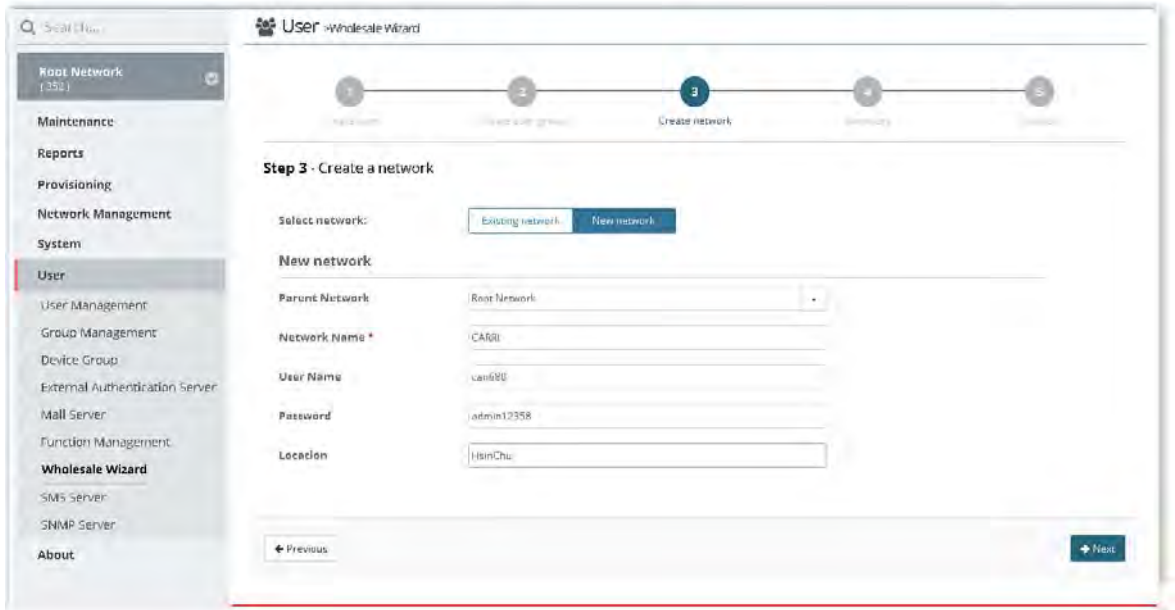 Search...
User >Wholesale Wizard
Root Network
(352)
Maintenance
Reports
Provisioning
Network Management
System
User
User Management
Group Management
Device Group
External Authentication Server
Mail Server
Function Management
Wholesale Wizard
SMS Server
SNMP Server
About
1
2
3
4
5
Create network
Step 3 - Create a network
Select network:
Existing network
New network
New network
Parent Network
Root Network
Network Name *
CARRI
User Name
Password
admin12358
Location
HsinChu
Previous
Next